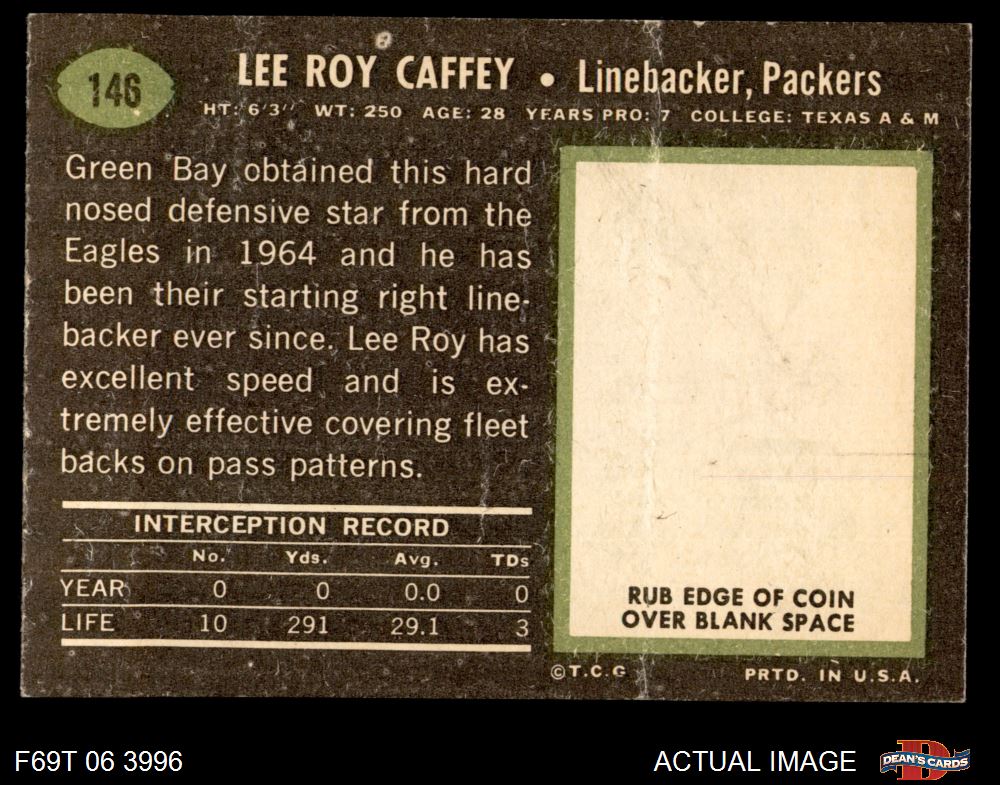 146
LEE ROY CAFFEY • Linebacker, Packers
HT: 6'3" WT: 250 AGE: 28 YEARS PRO: 7 COLLEGE: TEXAS A & M
Green Bay obtained this hard
nosed defensive star from the
Eagles in 1964 and he has
been their starting right line-
backer ever since. Lee Roy has
excellent speed and is ex-
tremely effective covering fleet
backs on pass patterns.
INTERCEPTION RECORD
No. Yds. Avg. TDs
YEAR 0 0 0.0 0
LIFE 10 291 29.1 3
RUB EDGE OF COIN
OVER BLANK SPACE
©T.C.G. PRTD. IN U.S.A.
F69T 06 3996
ACTUAL IMAGE
D
DEAN'S CARDS